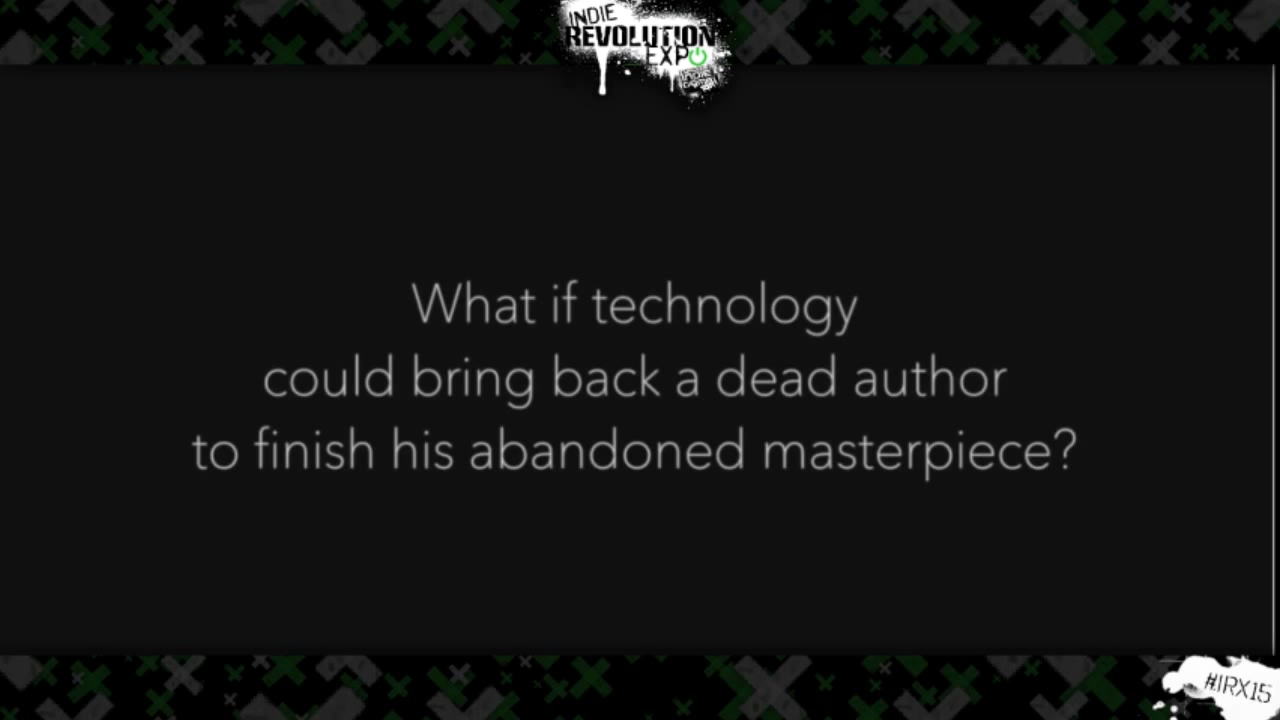 INDIE
REVOLUTION
EXPO
What if technology
could bring back a dead author
to finish his abandoned masterpiece?
#IRX15